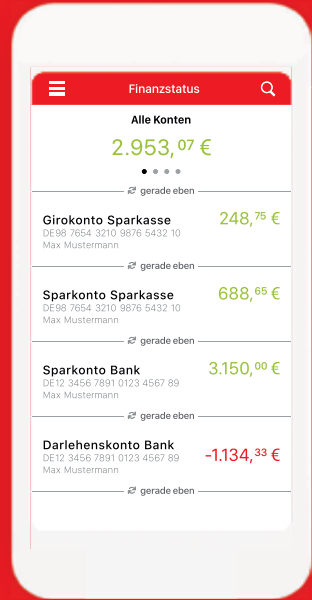 Finanzstatus
Alle Konten
2.953,07 €
gerade eben
Girokonto Sparkasse 248,75 €
DE98 7654 3210 9876 5432 10
Max Mustermann
gerade eben
Sparkonto Sparkasse 688,65 €
DE98 7654 3210 9876 5432 10
Max Mustermann
gerade eben
Sparkonto Bank 3.150,00 €
DE12 3456 7891 0123 4567 89
Max Mustermann
gerade eben
Darlehenskonto Bank -1.134,33 €
DE12 3456 7891 0123 4567 89
Max Mustermann
gerade eben